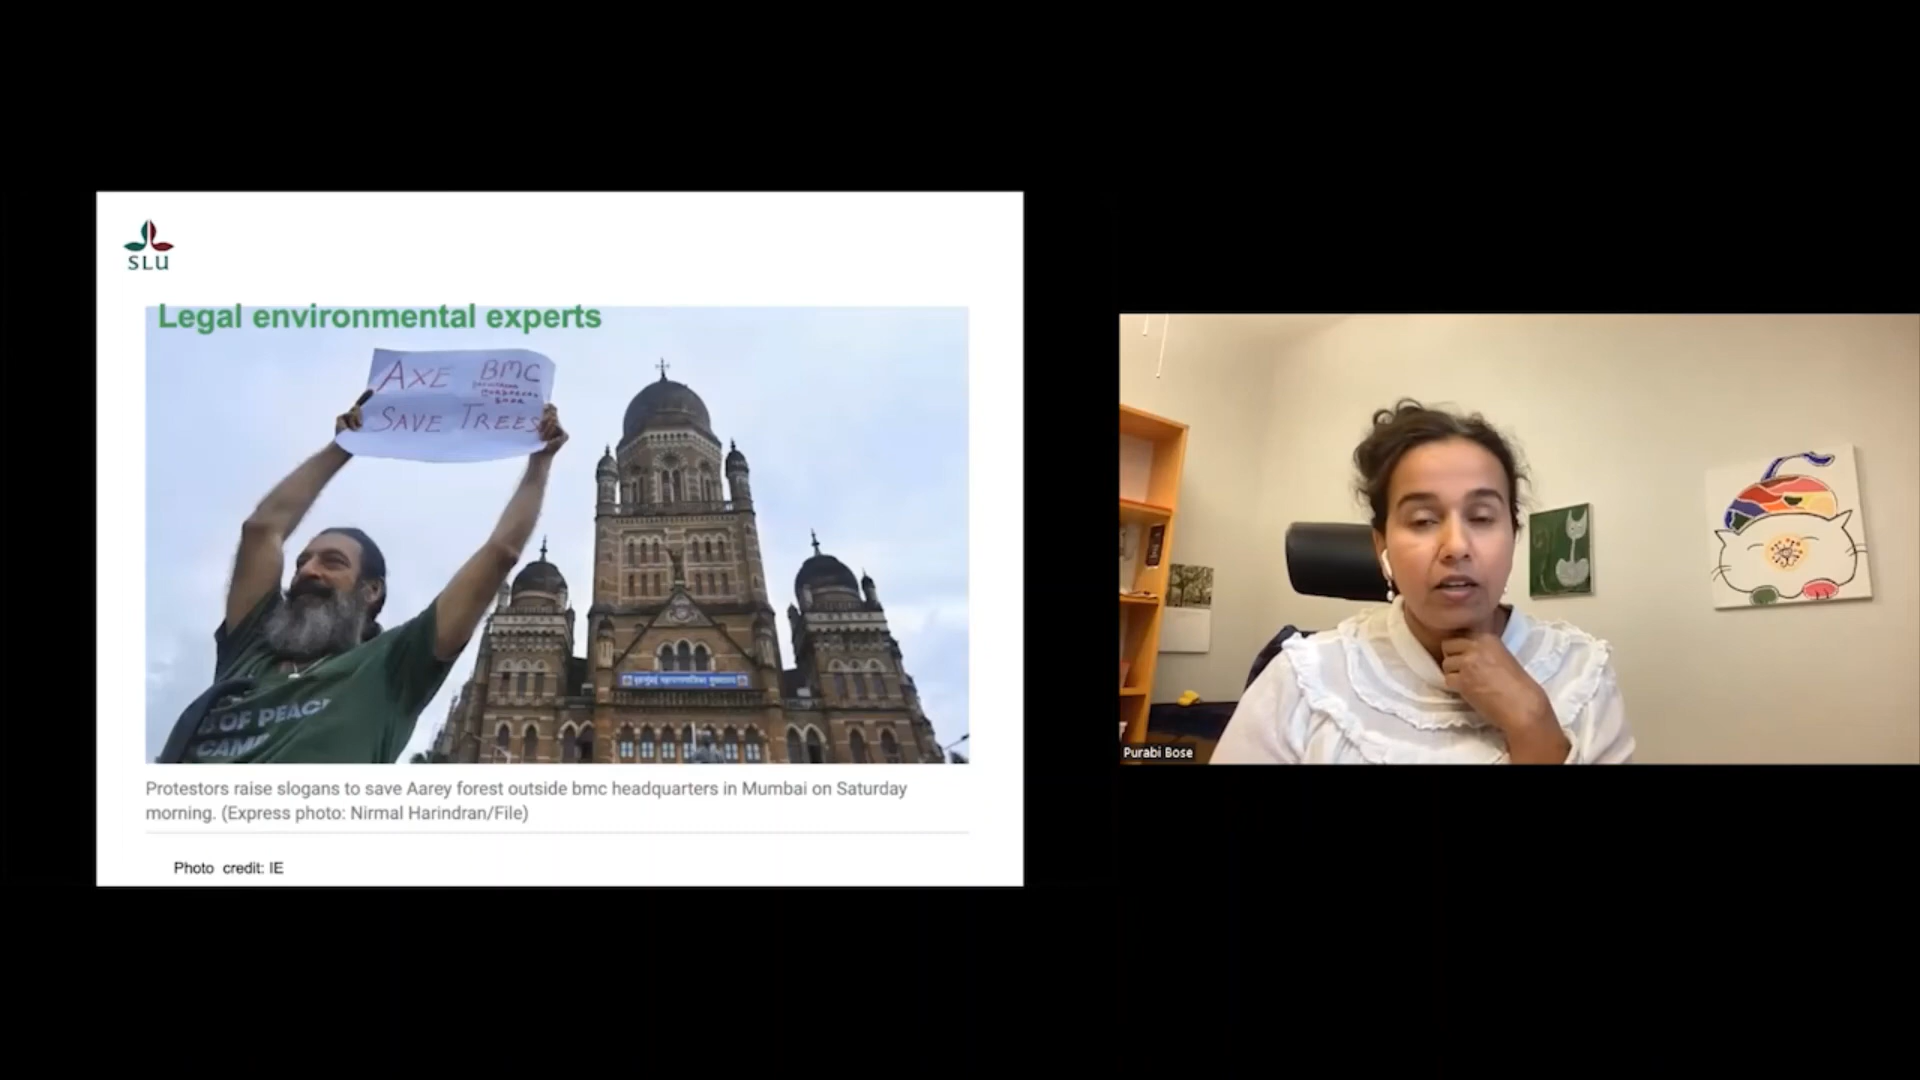 SLU
Legal environmental experts
AXE BMC
SAVE TREES
OF PEACE
CAMP
Protestors raise slogans to save Aarey forest outside bmc headquarters in Mumbai on Saturday
morning. (Express photo: Nirmal Harindran/File)
Photo credit: IE
Purabi Bose